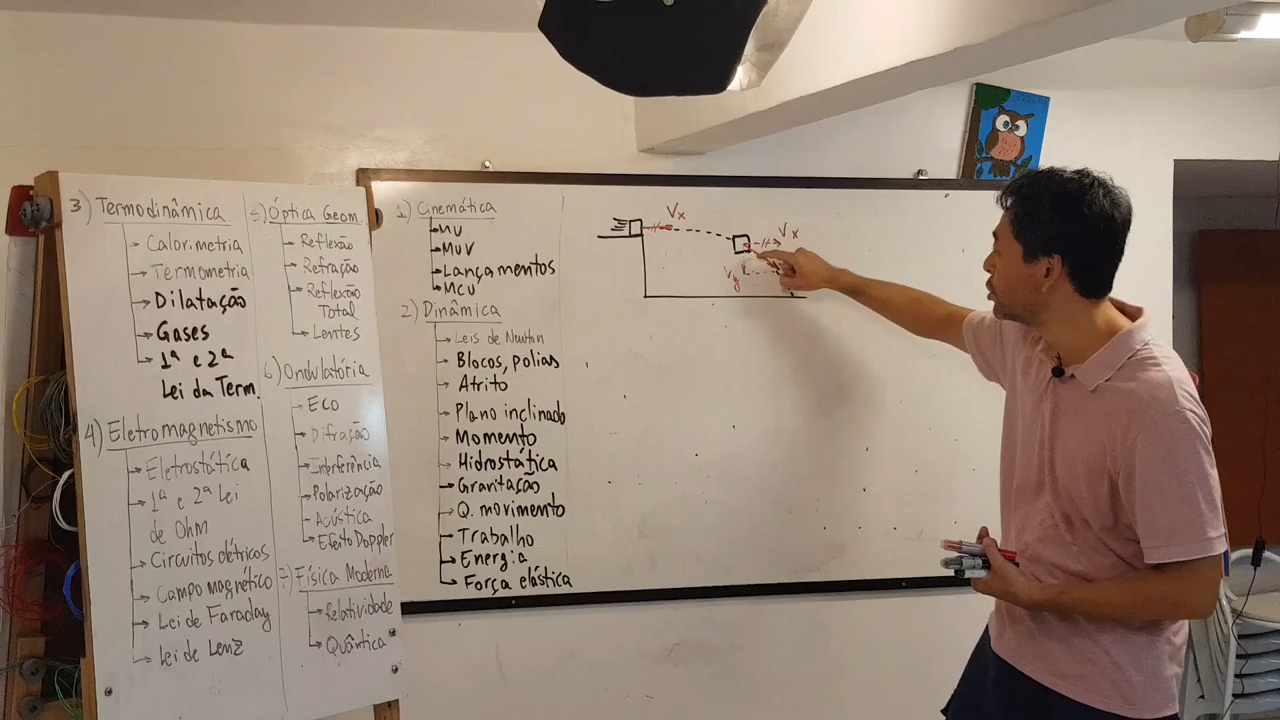 3) Termodinâmica
Calorimetria
Termometria
Dilatação
Gases
1ª e 2ª
Lei da Term.
4) Eletromagnetismo
Eletrostática
1ª e 2ª Lei
de Ohm
Circuitos elétricos
Campo magnético
Lei de Faraday
Lei de Lenz
5) Óptica Geom.
Reflexão
Refração
Reflexão
Total
Lentes
6) Ondulatória
Eco
Difração
Interferência
Polarização
Acústica
Efeito Doppler
7) Física Moderna
Relatividade
Quântica
1) Cinemática
MU
MUV
Lançamentos
MCU
2) Dinâmica
Leis de Newton
Blocos, polias
Atrito
Plano inclinado
Momento
Hidrostática
Gravitação
Q. movimento
Trabalho
Energia
Força elástica
Vx
Vx
Vy